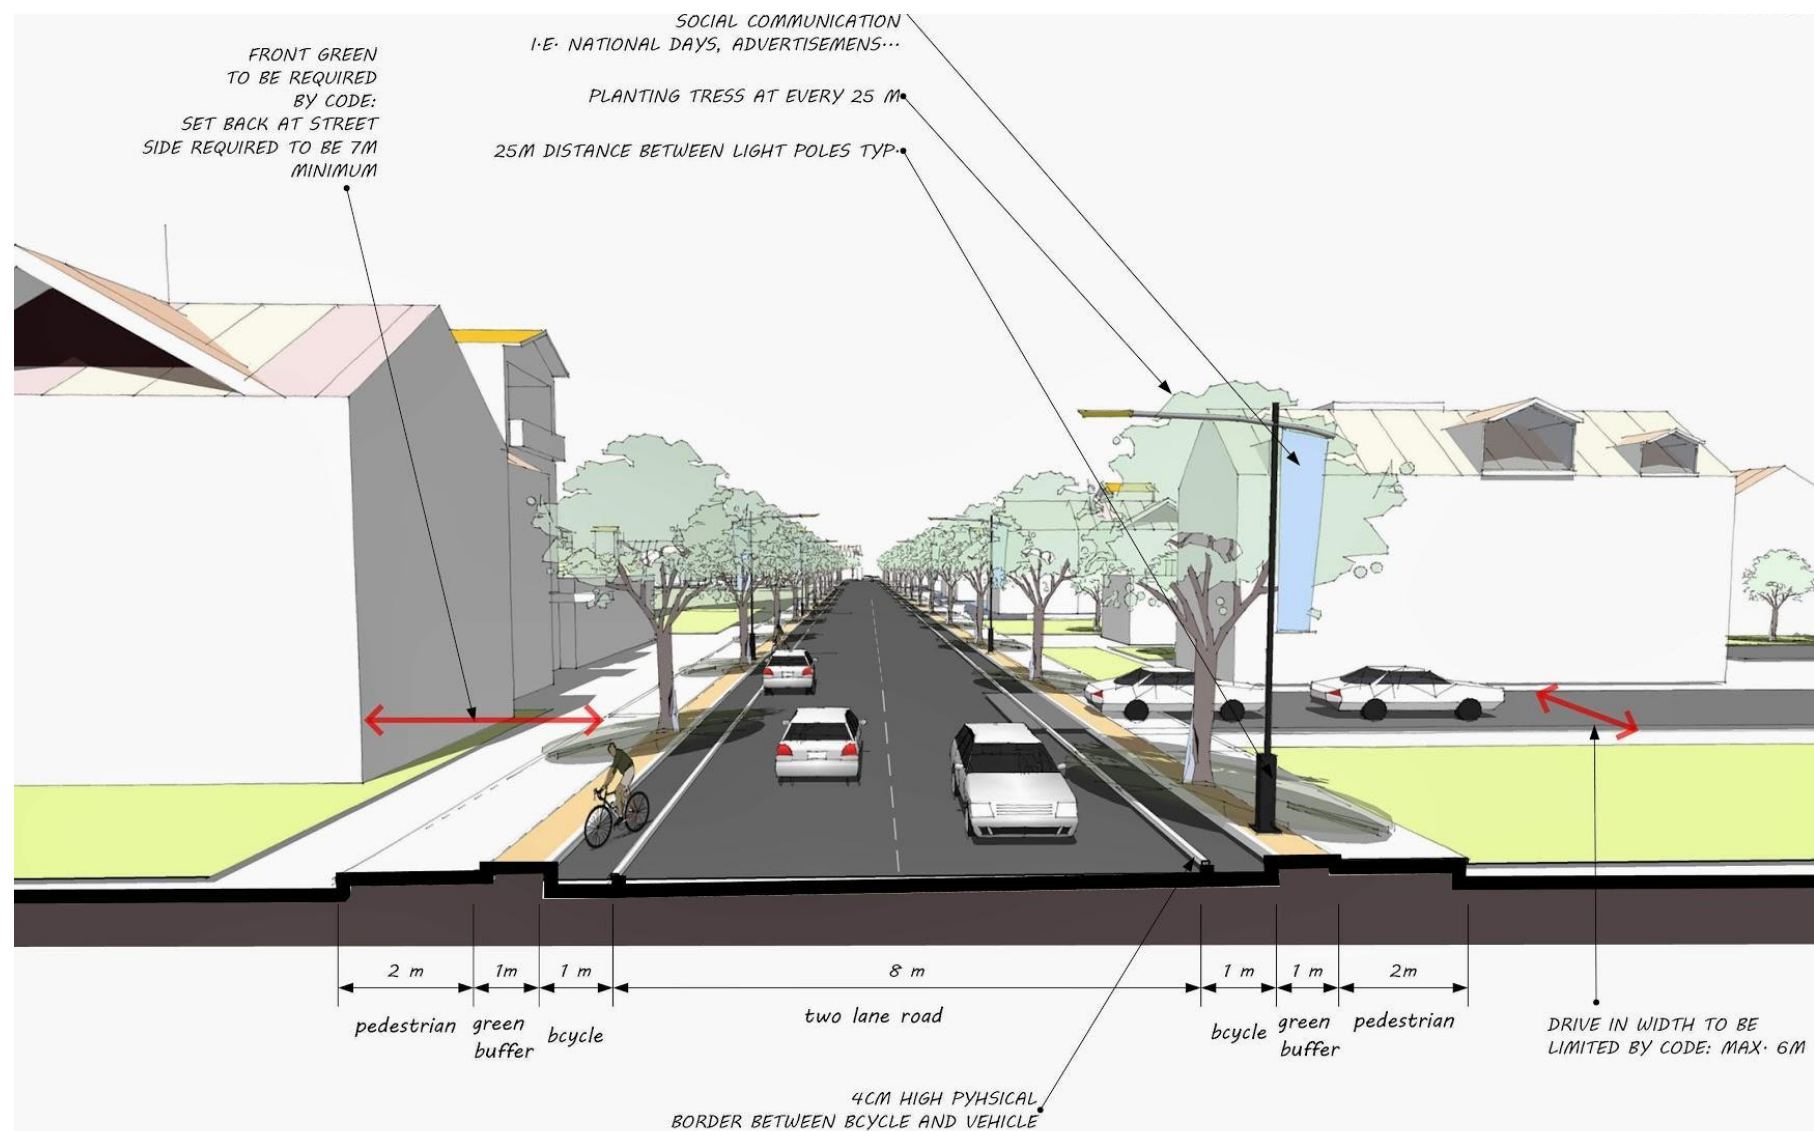 SOCIAL COMMUNICATION
I.E. NATIONAL DAYS, ADVERTISEMENS...
FRONT GREEN
TO BE REQUIRED
BY CODE:
SET BACK AT STREET
SIDE REQUIRED TO BE 7M
MINIMUM
PLANTING TRESS AT EVERY 25 M
25M DISTANCE BETWEEN LIGHT POLES TYP.
2 m
1m
1 m
8 m
1 m
1 m
2m
pedestrian
green
buffer
bcycle
two lane road
bcycle
green
buffer
pedestrian
DRIVE IN WIDTH TO BE
LIMITED BY CODE: MAX. 6M
4CM HIGH PYHSICAL
BORDER BETWEEN BCYCLE AND VEHICLE